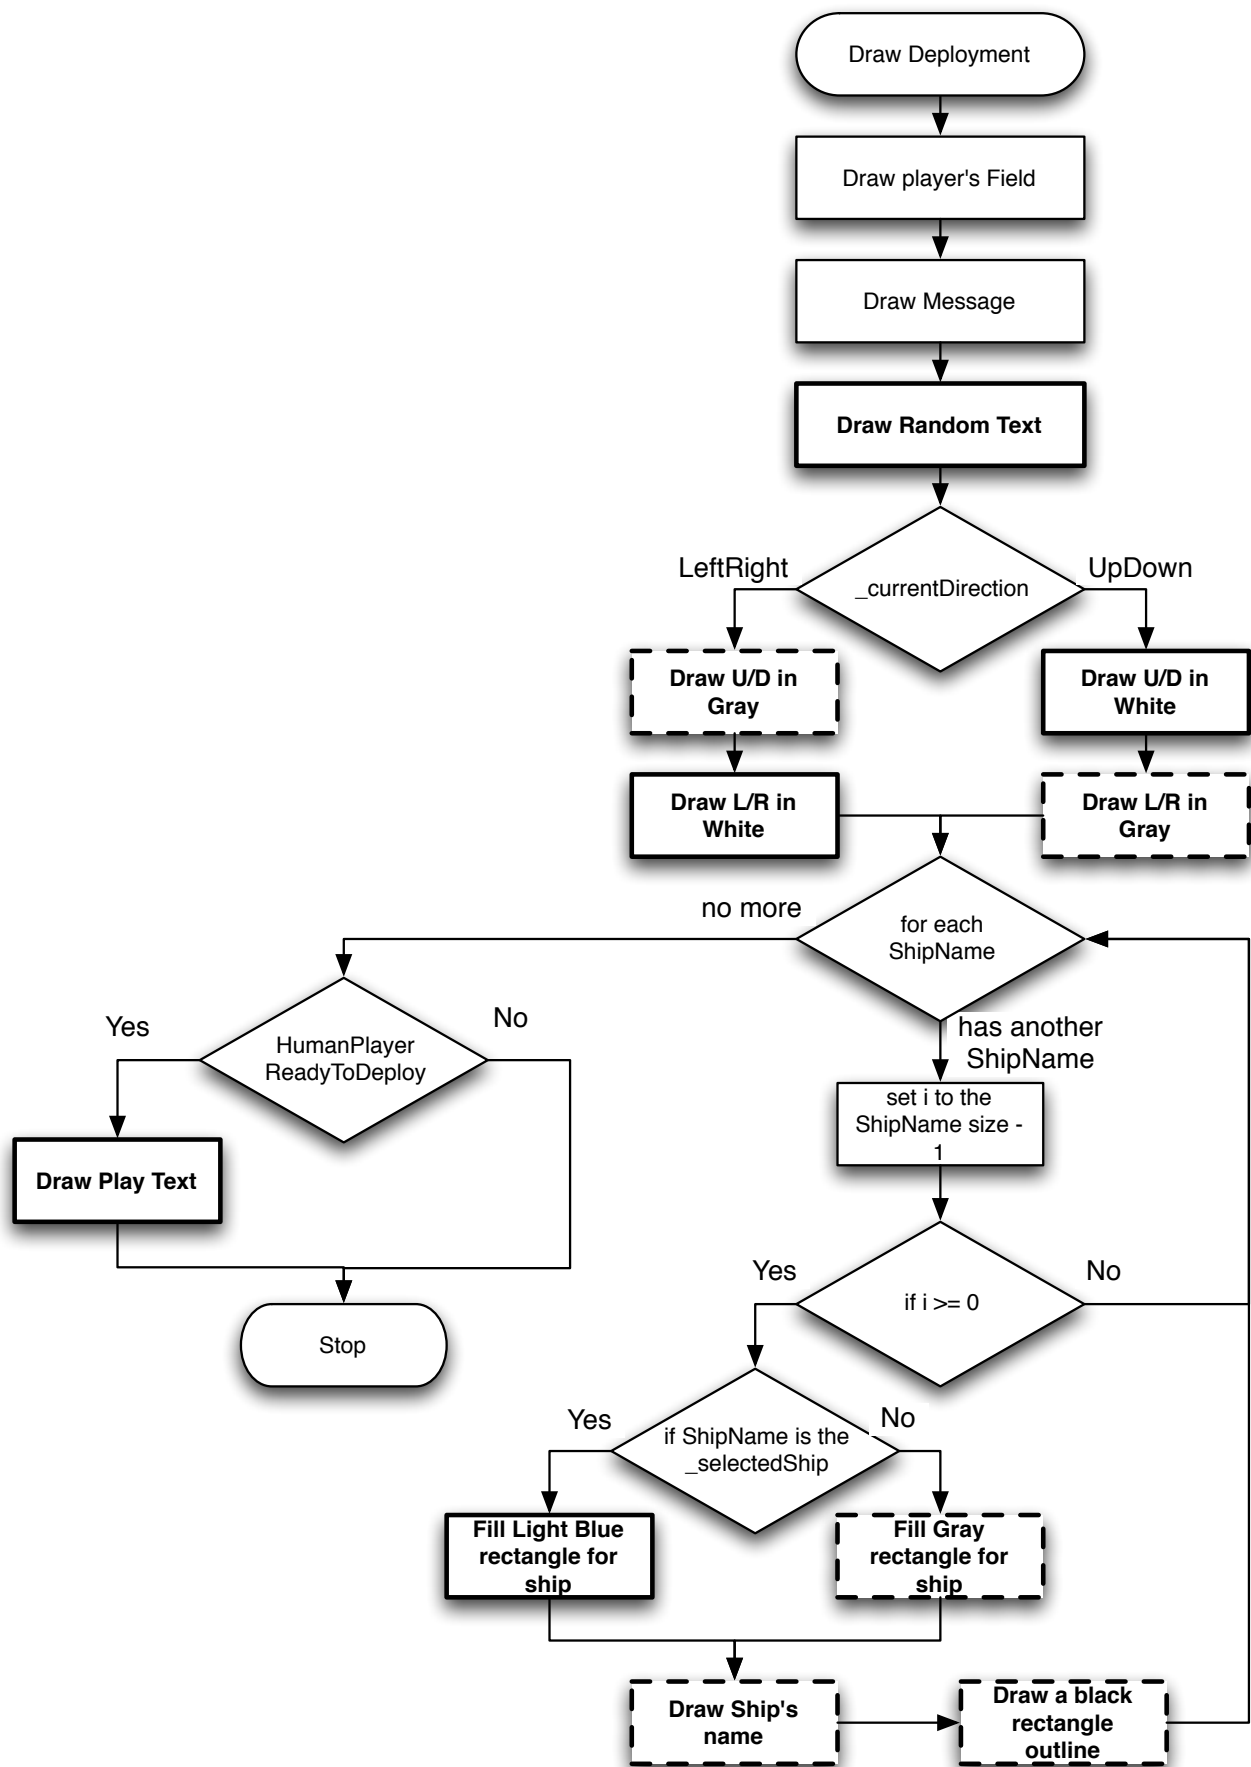 Draw Deployment
Draw player's Field
Draw Message
Draw Random Text
LeftRight
_currentDirection
UpDown
Draw U/D in
Gray
Draw U/D in
White
Draw L/R in
White
Draw L/R in
Gray
no more
for each
ShipName
Yes
HumanPlayer
ReadyToDeploy
No
has another
ShipName
set i to the
ShipName size -
1
Draw Play Text
Yes
if i >= 0
No
Stop
Yes
if ShipName is the
_selectedShip
No
Fill Light Blue
rectangle for
ship
Fill Gray
rectangle for
ship
Draw Ship's
name
Draw a black
rectangle
outline